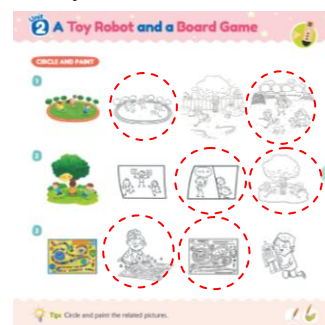 Unit
2 A Toy Robot and a Board Game
CIRCLE AND PAINT
1
2
3
Tips Circle and paint the related pictures.